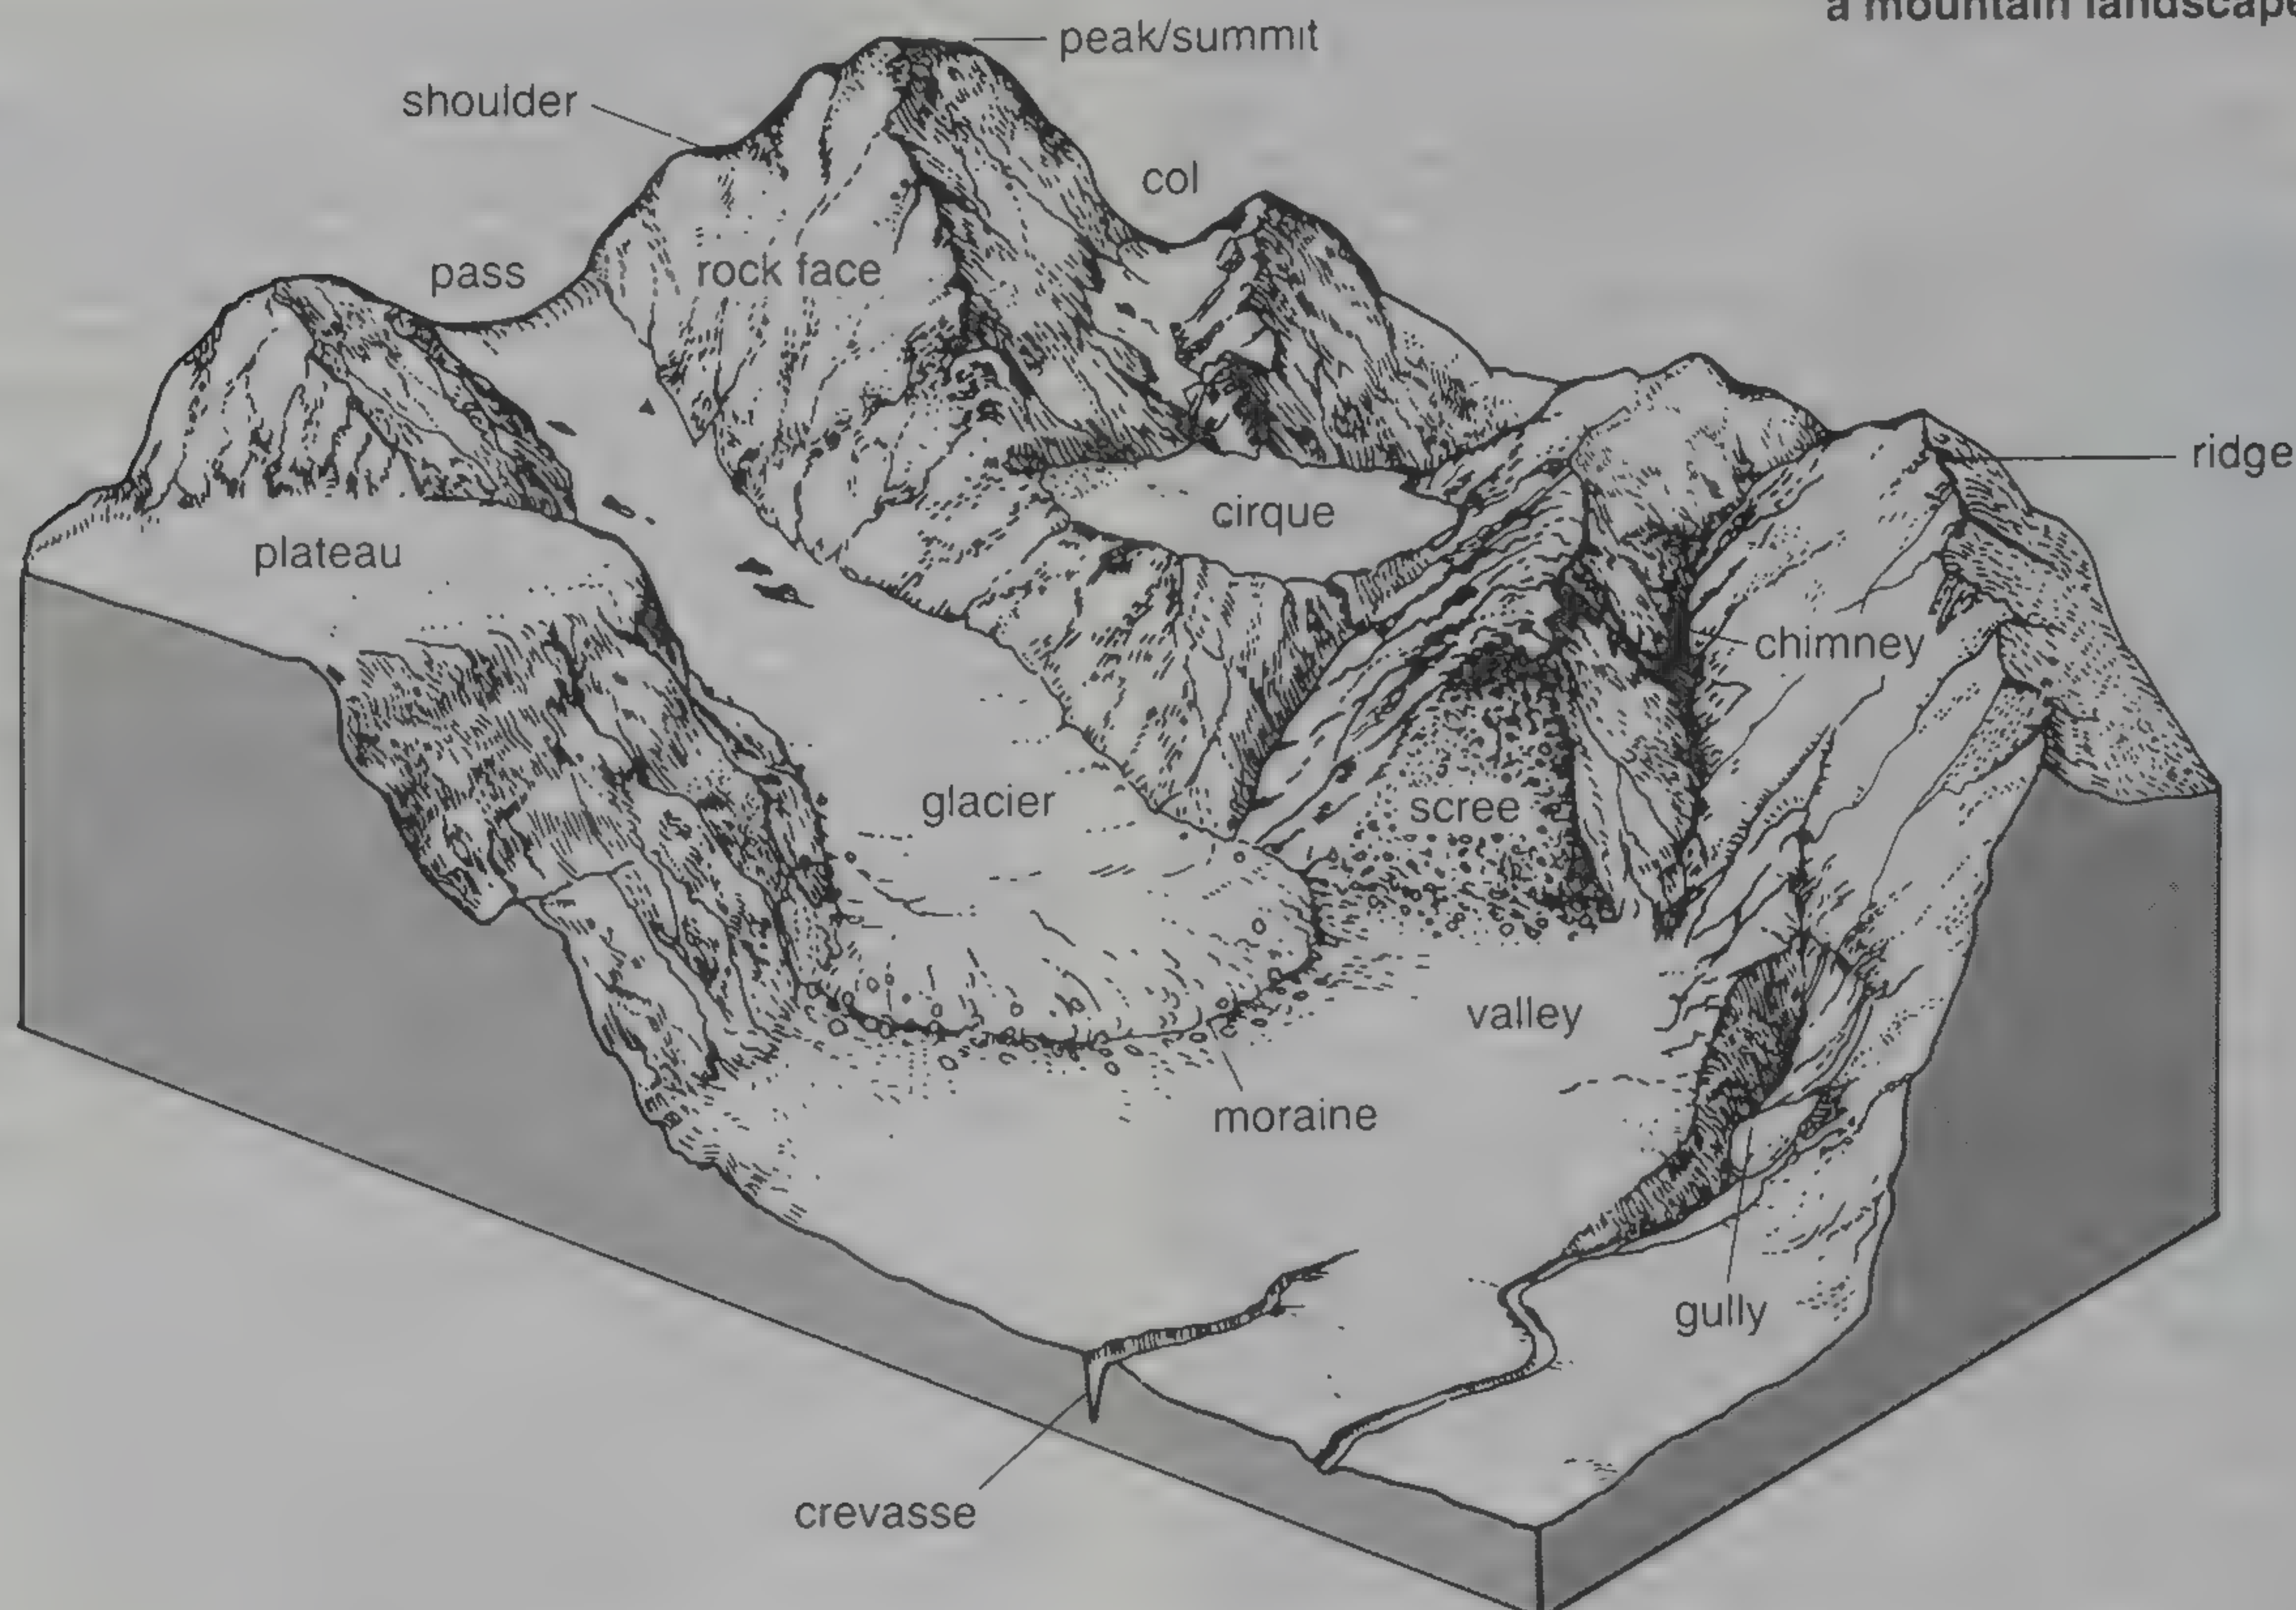 a mountain landscape
peak/summit
shoulder
col
pass
rock face
ridge
cirque
plateau
chimney
glacier
scree
valley
moraine
gully
crevasse